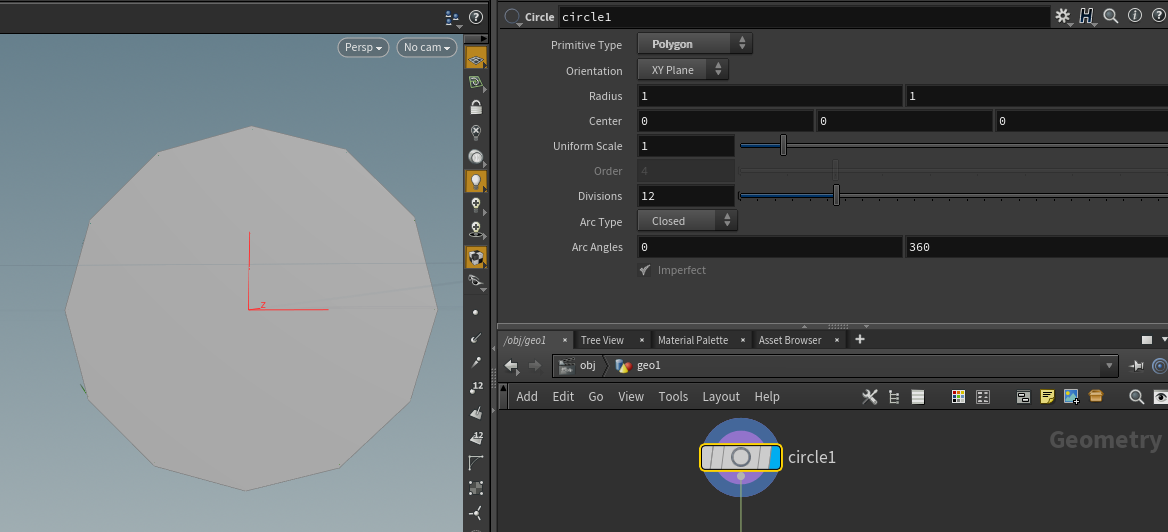 Circle circle1
Persp No cam
Primitive Type Polygon
Orientation XY Plane
Radius 1 1
Center 0 0 0
Uniform Scale 1
Order 4
Divisions 12
Arc Type Closed
Arc Angles 0 360
Imperfect
z
12
12
/obj/geo1 × Tree View × Material Palette × Asset Browser × +
obj geo1
Add Edit Go View Tools Layout Help
Geometry
circle1